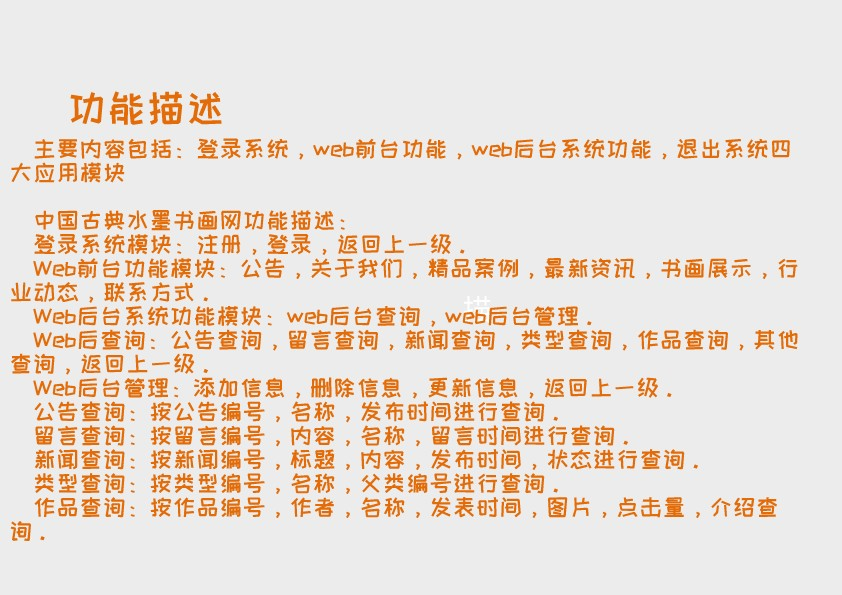 功能描述
主要内容包括：登录系统，web前台功能，web后台系统功能，退出系统四
大应用模块
中国古典水墨书画网功能描述：
登录系统模块：注册，登录，返回上一级．
Web前台功能模块：公告，关于我们，精品案例，最新资讯，书画展示，行
业动态，联系方式．
Web后台系统功能模块：web后台查询，web后台管理．
Web后查询：公告查询，留言查询，新闻查询，类型查询，作品查询，其他
查询，返回上一级．
Web后台管理：添加信息，删除信息，更新信息，返回上一级．
公告查询：按公告编号，名称，发布时间进行查询．
留言查询：按留言编号，内容，名称，留言时间进行查询．
新闻查询：按新闻编号，标题，内容，发布时间，状态进行查询．
类型查询：按类型编号，名称，父类编号进行查询．
作品查询：按作品编号，作者，名称，发表时间，图片，点击量，介绍查
询．